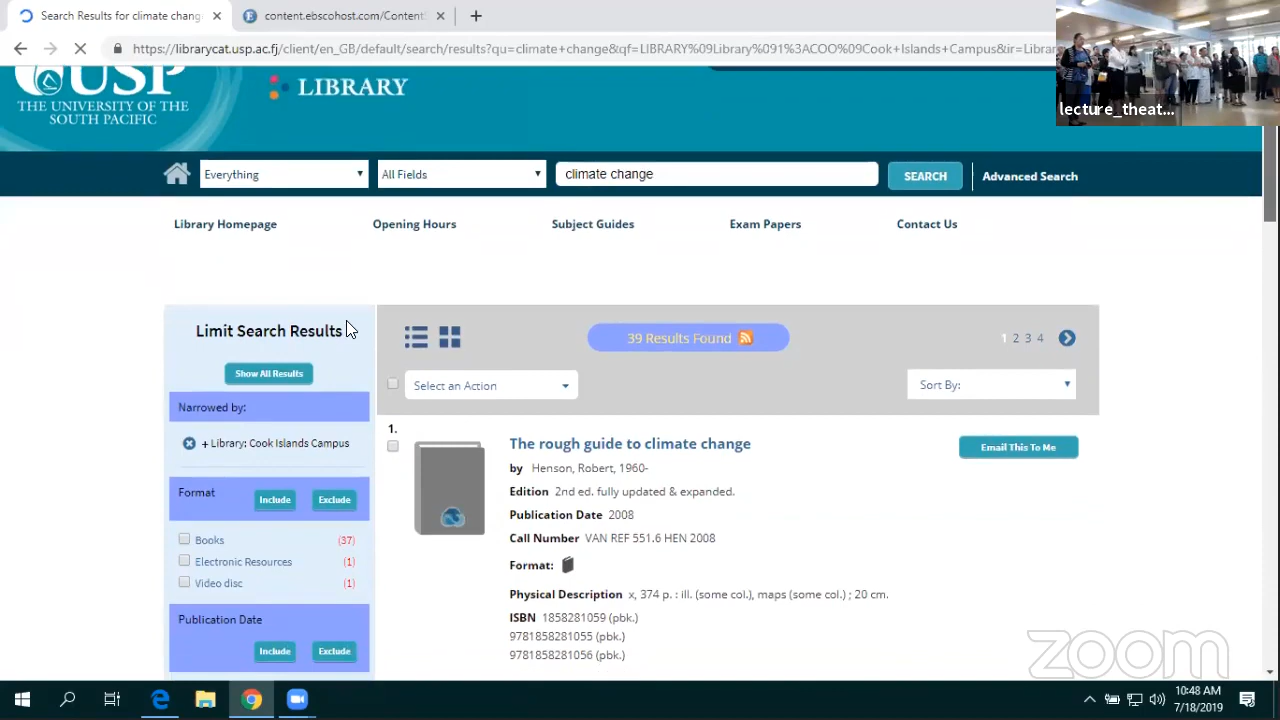 Search Results for climate chang
content.ebscohost.com/Content
https://librarycat.usp.ac.fj/client/en_GB/default/search/results?qu=climate+change&qf=LIBRARY%09Library%091%3ACOO%09Cook+Islands+Campus&ir=Librar
lecture_theat...
USP
THE UNIVERSITY OF THE
SOUTH PACIFIC
LIBRARY
Everything
All Fields
climate change
SEARCH
Advanced Search
Library Homepage
Opening Hours
Subject Guides
Exam Papers
Contact Us
Limit Search Results
Show All Results
Narrowed by:
+ Library: Cook Islands Campus
Format
Include
Exclude
Books (37)
Electronic Resources (1)
Video disc (1)
Publication Date
Include
Exclude
39 Results Found
1 2 3 4
Select an Action
Sort By:
1.
The rough guide to climate change
Email This To Me
by Henson, Robert, 1960-
Edition 2nd ed. fully updated & expanded.
Publication Date 2008
Call Number VAN REF 551.6 HEN 2008
Format:
Physical Description x, 374 p. : ill. (some col.), maps (some col.) ; 20 cm.
ISBN 1858281059 (pbk.)
9781858281055 (pbk.)
9781858281056 (pbk.)
zoom
10:48 AM
7/18/2019